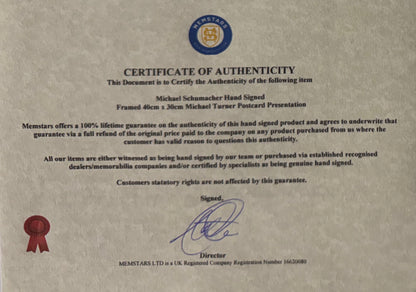 MEMSTARS
CERTIFICATE OF AUTHENTICITY
This Document is to Certify the Authenticity of the following item
Michael Schumacher Hand Signed
Framed 40cm x 30cm Michael Turner Postcard Presentation
Memstars offers a 100% lifetime guarantee on the authenticity of this hand signed product and agrees to underwrite that
guarantee via a full refund of the original price paid to the company on any product purchased from us where the
customer has valid reason to questions this authenticity.
All our items are either witnessed as being hand signed by our team or purchased via established recognised
dealers/memorabilia companies and/or certified by specialists as being genuine hand signed.
Customers statutory rights are not affected by this guarantee.
Signed,
Director
MEMSTARS LTD is a UK Registered Company Registration Number 16620680